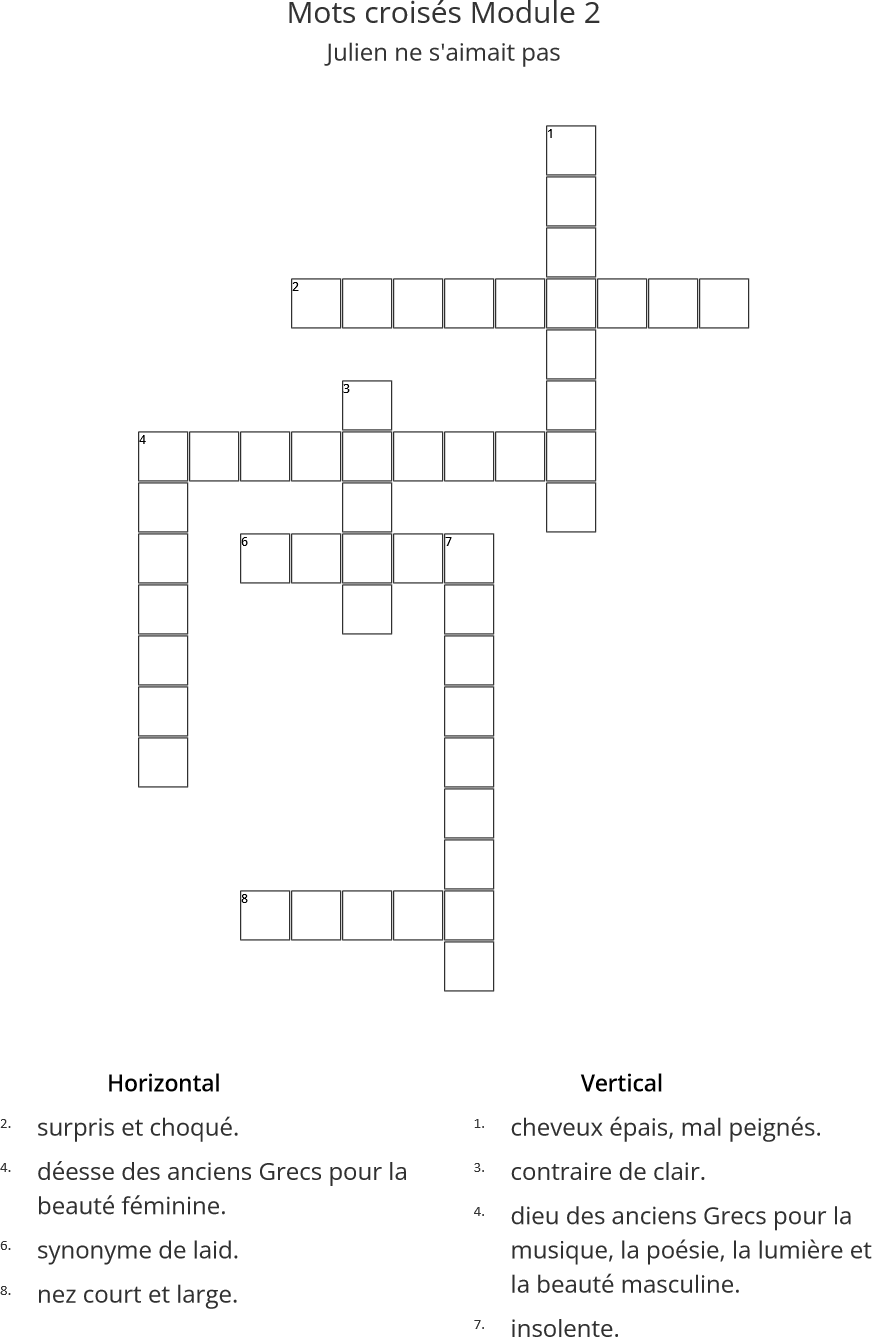 Mots croisés Module 2
Julien ne s'aimait pas
1
2
3
4
6
7
8
Horizontal
2. surpris et choqué.
4. déesse des anciens Grecs pour la
beauté féminine.
6. synonyme de laid.
8. nez court et large.
Vertical
1. cheveux épais, mal peignés.
3. contraire de clair.
4. dieu des anciens Grecs pour la
musique, la poésie, la lumière et
la beauté masculine.
7. insolente.